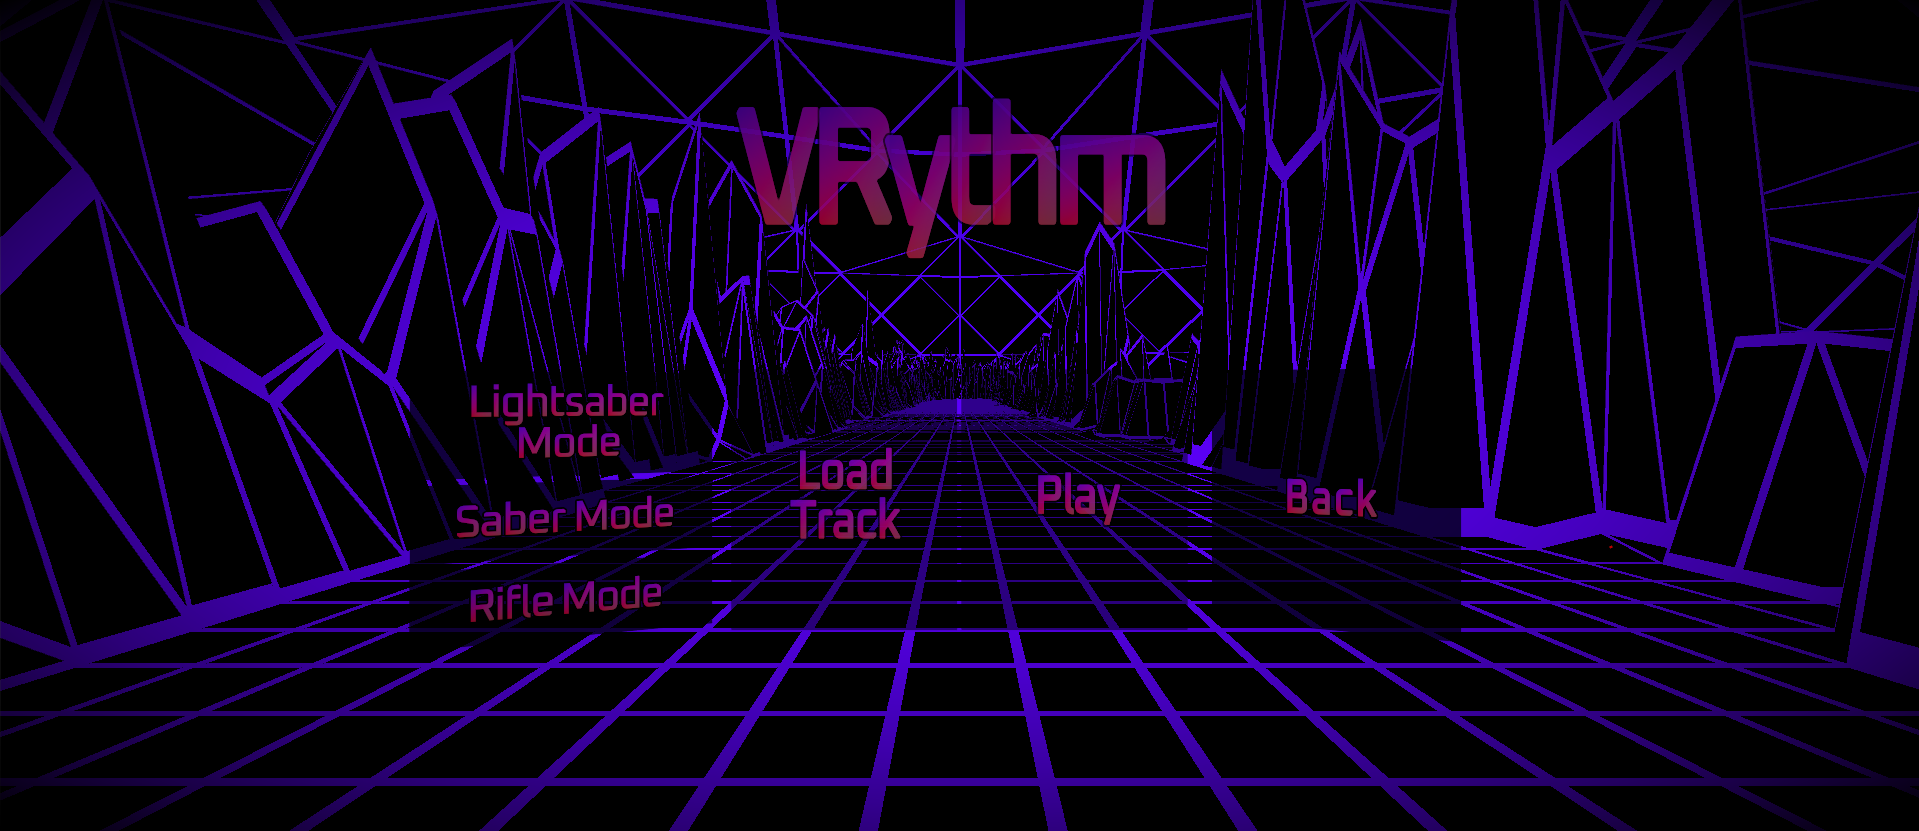 VRythm
Lightsaber
Mode
Saber Mode
Rifle Mode
Load
Track
Play
Back